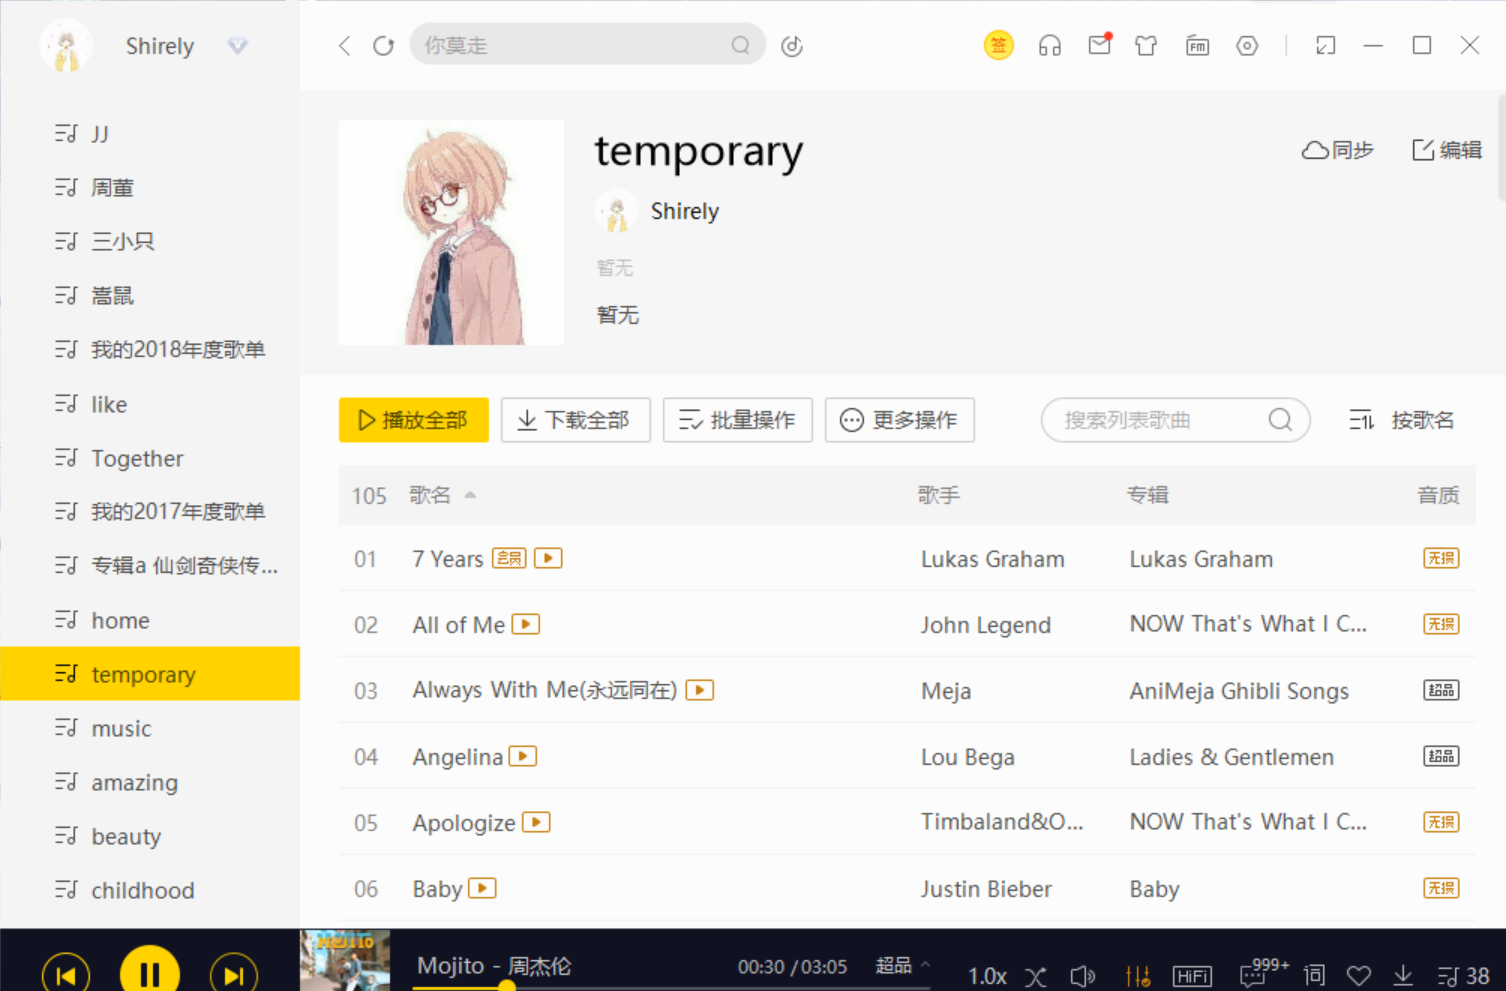 Shirely
你莫走
签
FM
JJ
周董
三小只
嵩鼠
我的2018年度歌单
like
Together
我的2017年度歌单
专辑a 仙剑奇侠传...
home
temporary
music
amazing
beauty
childhood
temporary
同步
编辑
Shirely
暂无
暂无
播放全部
下载全部
批量操作
更多操作
搜索列表歌曲
按歌名
105 歌名 歌手 专辑 音质
01 7 Years 会员 Lukas Graham Lukas Graham 无损
02 All of Me John Legend NOW That's What I C... 无损
03 Always With Me(永远同在) Meja AniMeja Ghibli Songs 超品
04 Angelina Lou Bega Ladies & Gentlemen 超品
05 Apologize Timbaland&O... NOW That's What I C... 无损
06 Baby Justin Bieber Baby 无损
MOJITO
Mojito - 周杰伦
00:30 / 03:05
超品
1.0x
HiFi
999+
词
38